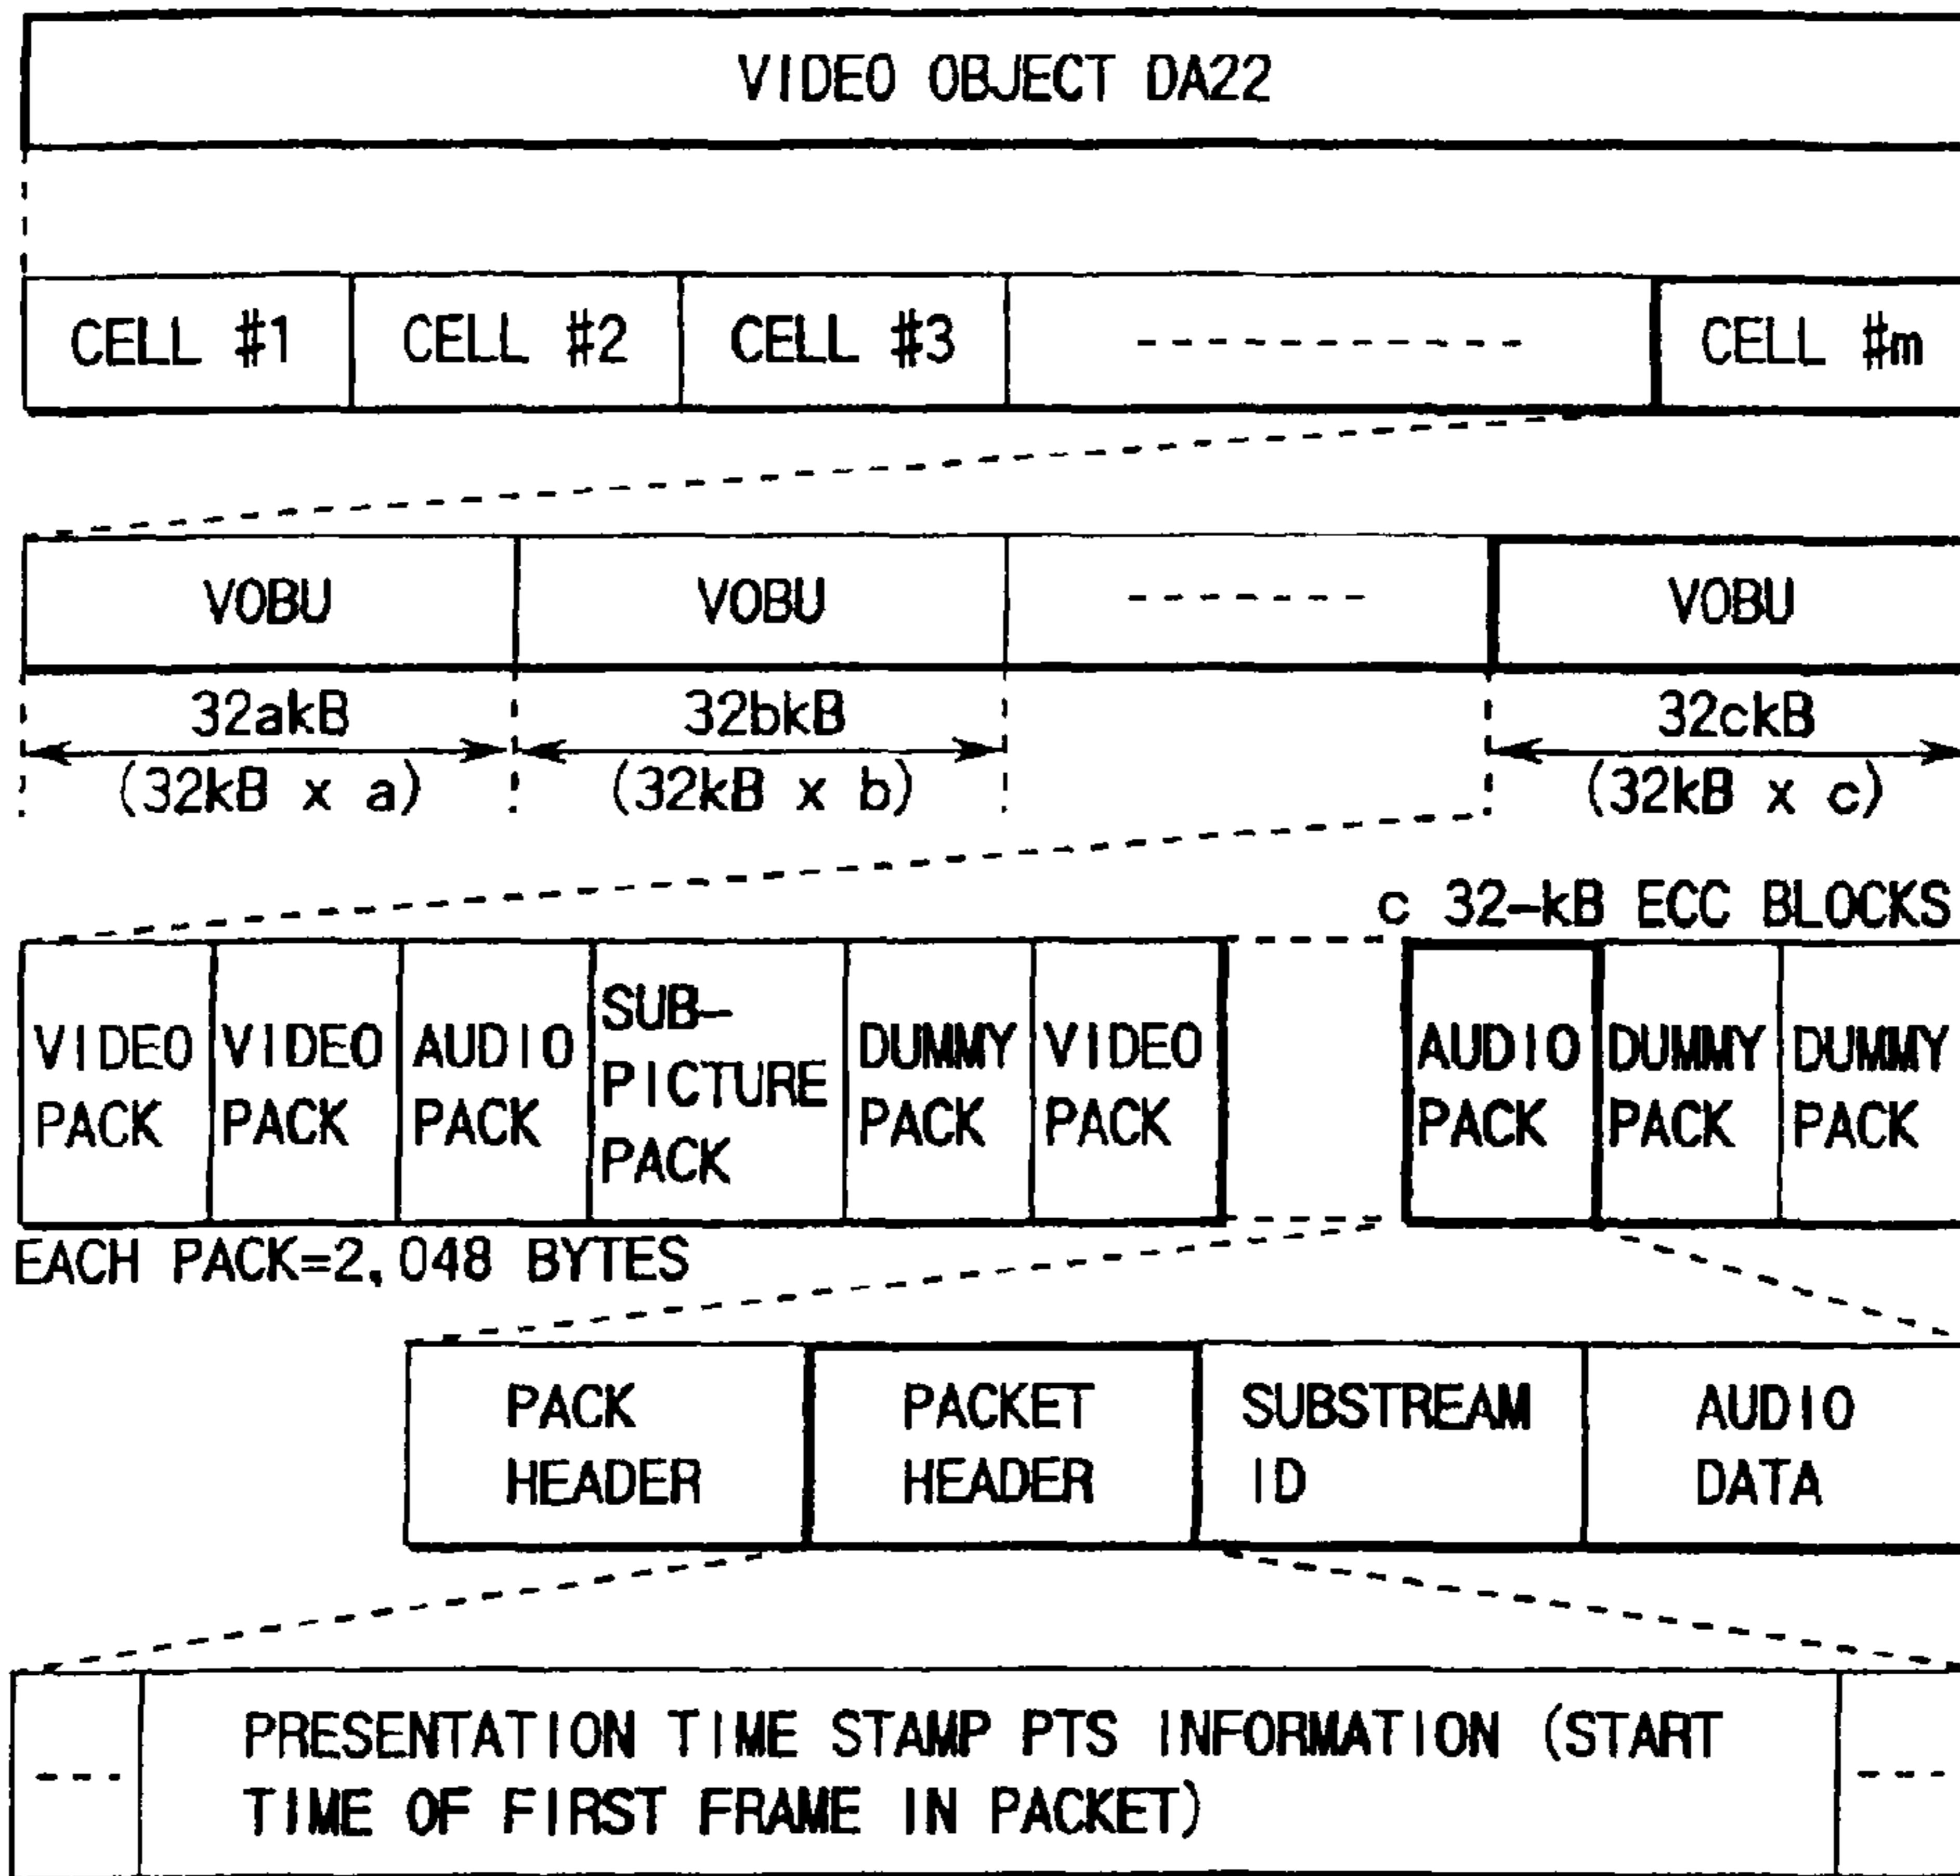 VIDEO OBJECT DA22
CELL #1 CELL #2 CELL #3 ------------ CELL #m
VOBU VOBU ------- VOBU
32akB 32bkB 32ckB
(32kB x a) (32kB x b) (32kB x c)
c 32-kB ECC BLOCKS
VIDEO PACK
VIDEO PACK
AUDIO PACK
SUB-
PICTURE
PACK
DUMMY PACK
VIDEO PACK
AUDIO PACK
DUMMY PACK
DUMMY PACK
EACH PACK=2,048 BYTES
PACK
HEADER
PACKET
HEADER
SUBSTREAM
ID
AUDIO
DATA
--- PRESENTATION TIME STAMP PTS INFORMATION (START
TIME OF FIRST FRAME IN PACKET) ---